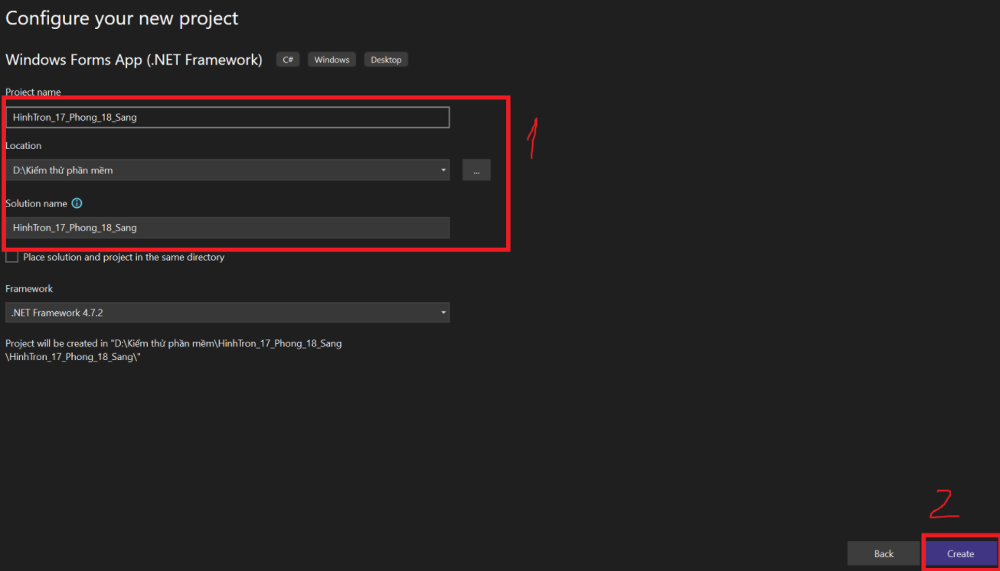 Configure your new project
Windows Forms App (.NET Framework) C# Windows Desktop
Project name
HinhTron_17_Phong_18_Sang
1
Location
D:\Kiểm thử phần mềm
...
Solution name
HinhTron_17_Phong_18_Sang
Place solution and project in the same directory
Framework
.NET Framework 4.7.2
Project will be created in "D:\Kiểm thử phần mềm\HinhTron_17_Phong_18_Sang
\HinhTron_17_Phong_18_Sang\"
2
Back Create